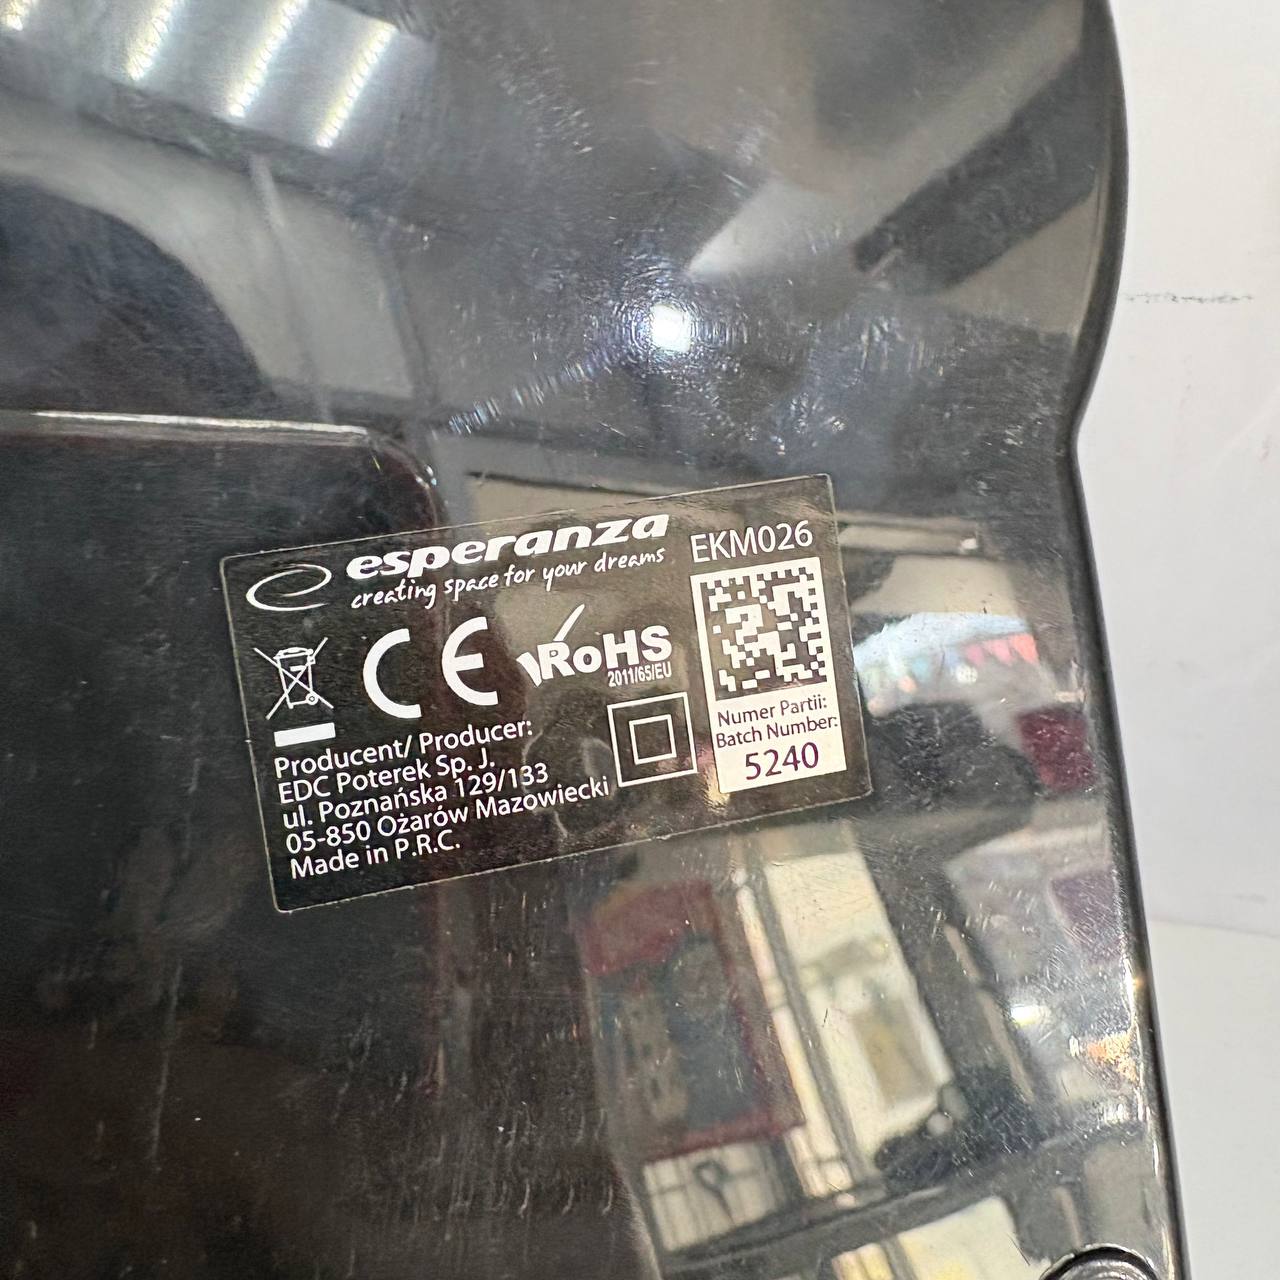 esperanza
creating space for your dreams
EKM026
CE
RoHS
2011/65/EU
Producent/ Producer:
EDC Poterek Sp. J.
ul. Poznańska 129/133
05-850 Ożarów Mazowiecki
Made in P.R.C.
Numer Partii:
Batch Number:
5240